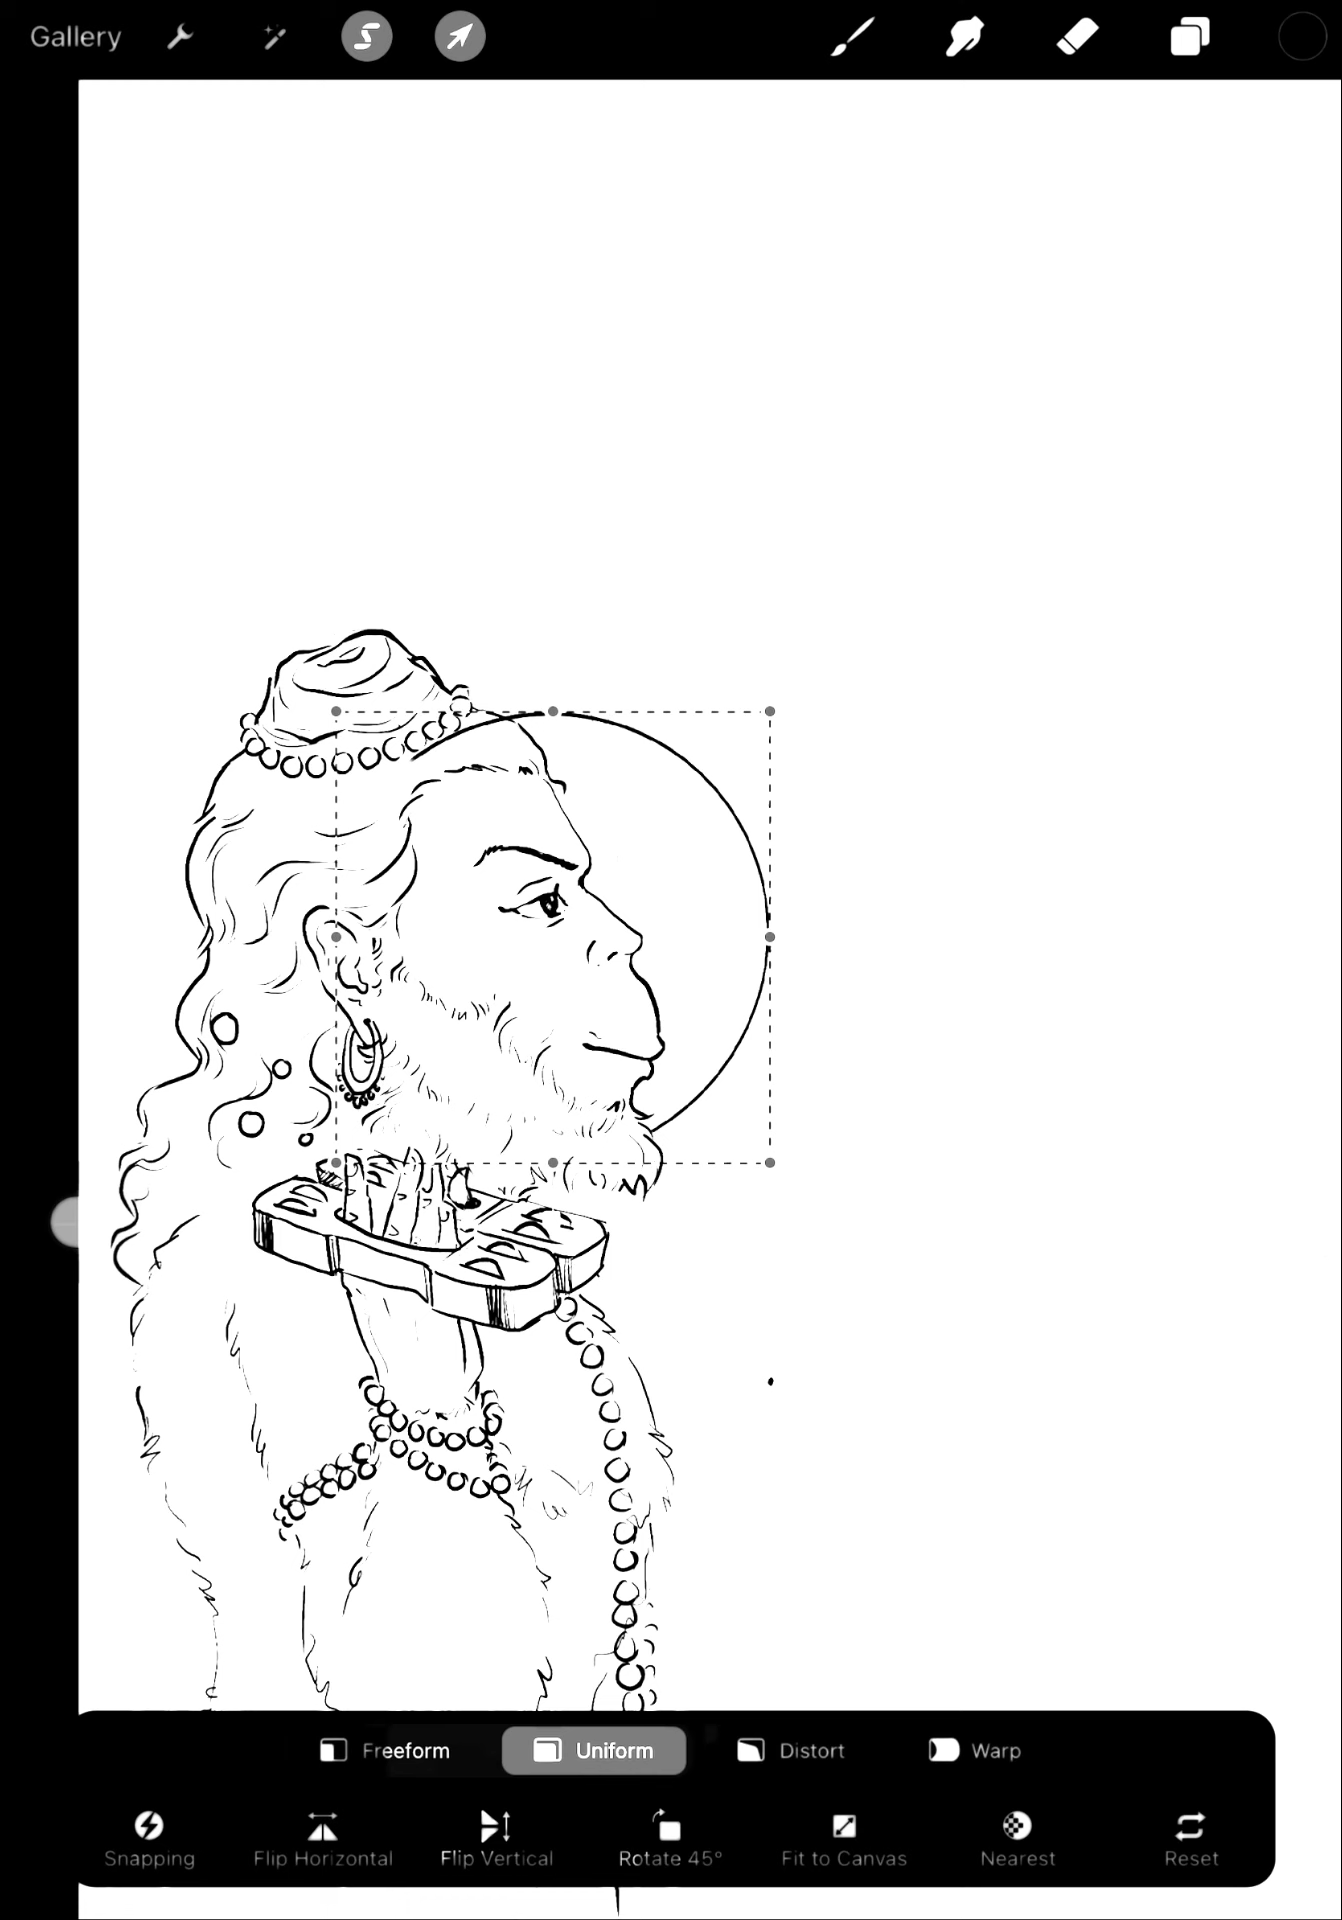 Gallery
Freeform Uniform Distort Warp
Snapping Flip Horizontal Flip Vertical Rotate 45° Fit to Canvas Nearest Reset